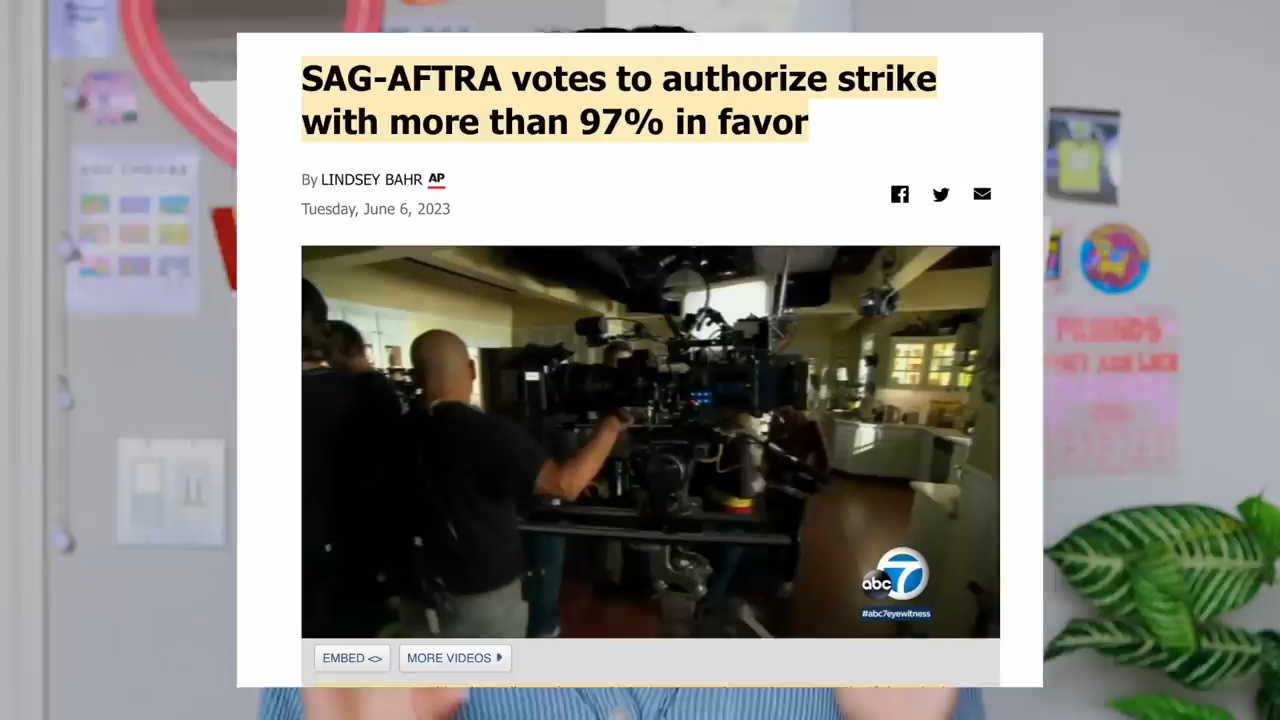 SAG-AFTRA votes to authorize strike
with more than 97% in favor
By LINDSEY BAHR AP
Tuesday, June 6, 2023
abc 7
#abc7eyewitness
EMBED <>
MORE VIDEOS
FRIENDS